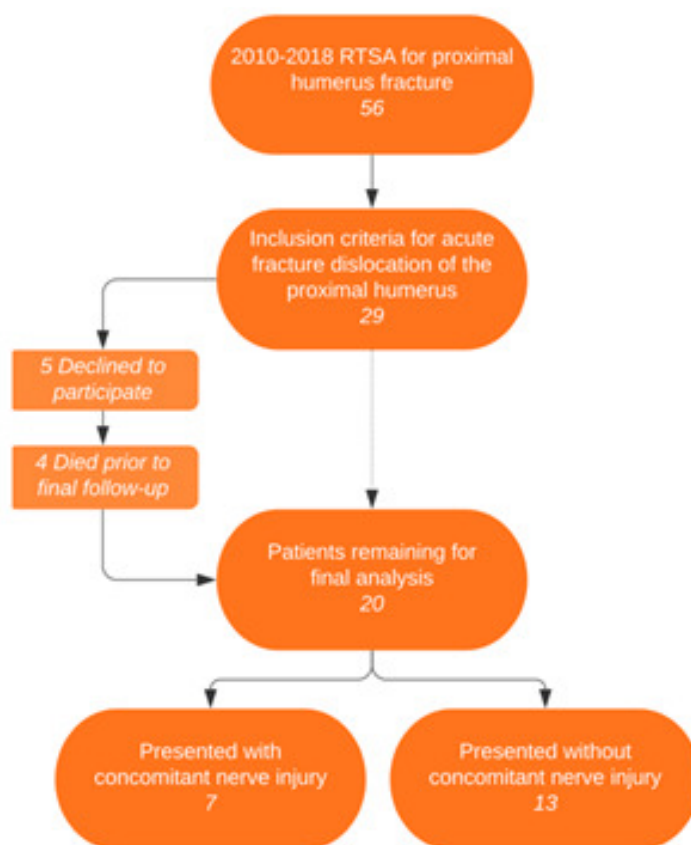 2010-2018 RTSA for proximal
humerus fracture
56
Inclusion criteria for acute
fracture dislocation of the
proximal humerus
29
5 Declined to
participate
4 Died prior to
final follow-up
Patients remaining for
final analysis
20
Presented with
concomitant nerve injury
7
Presented without
concomitant nerve injury
13